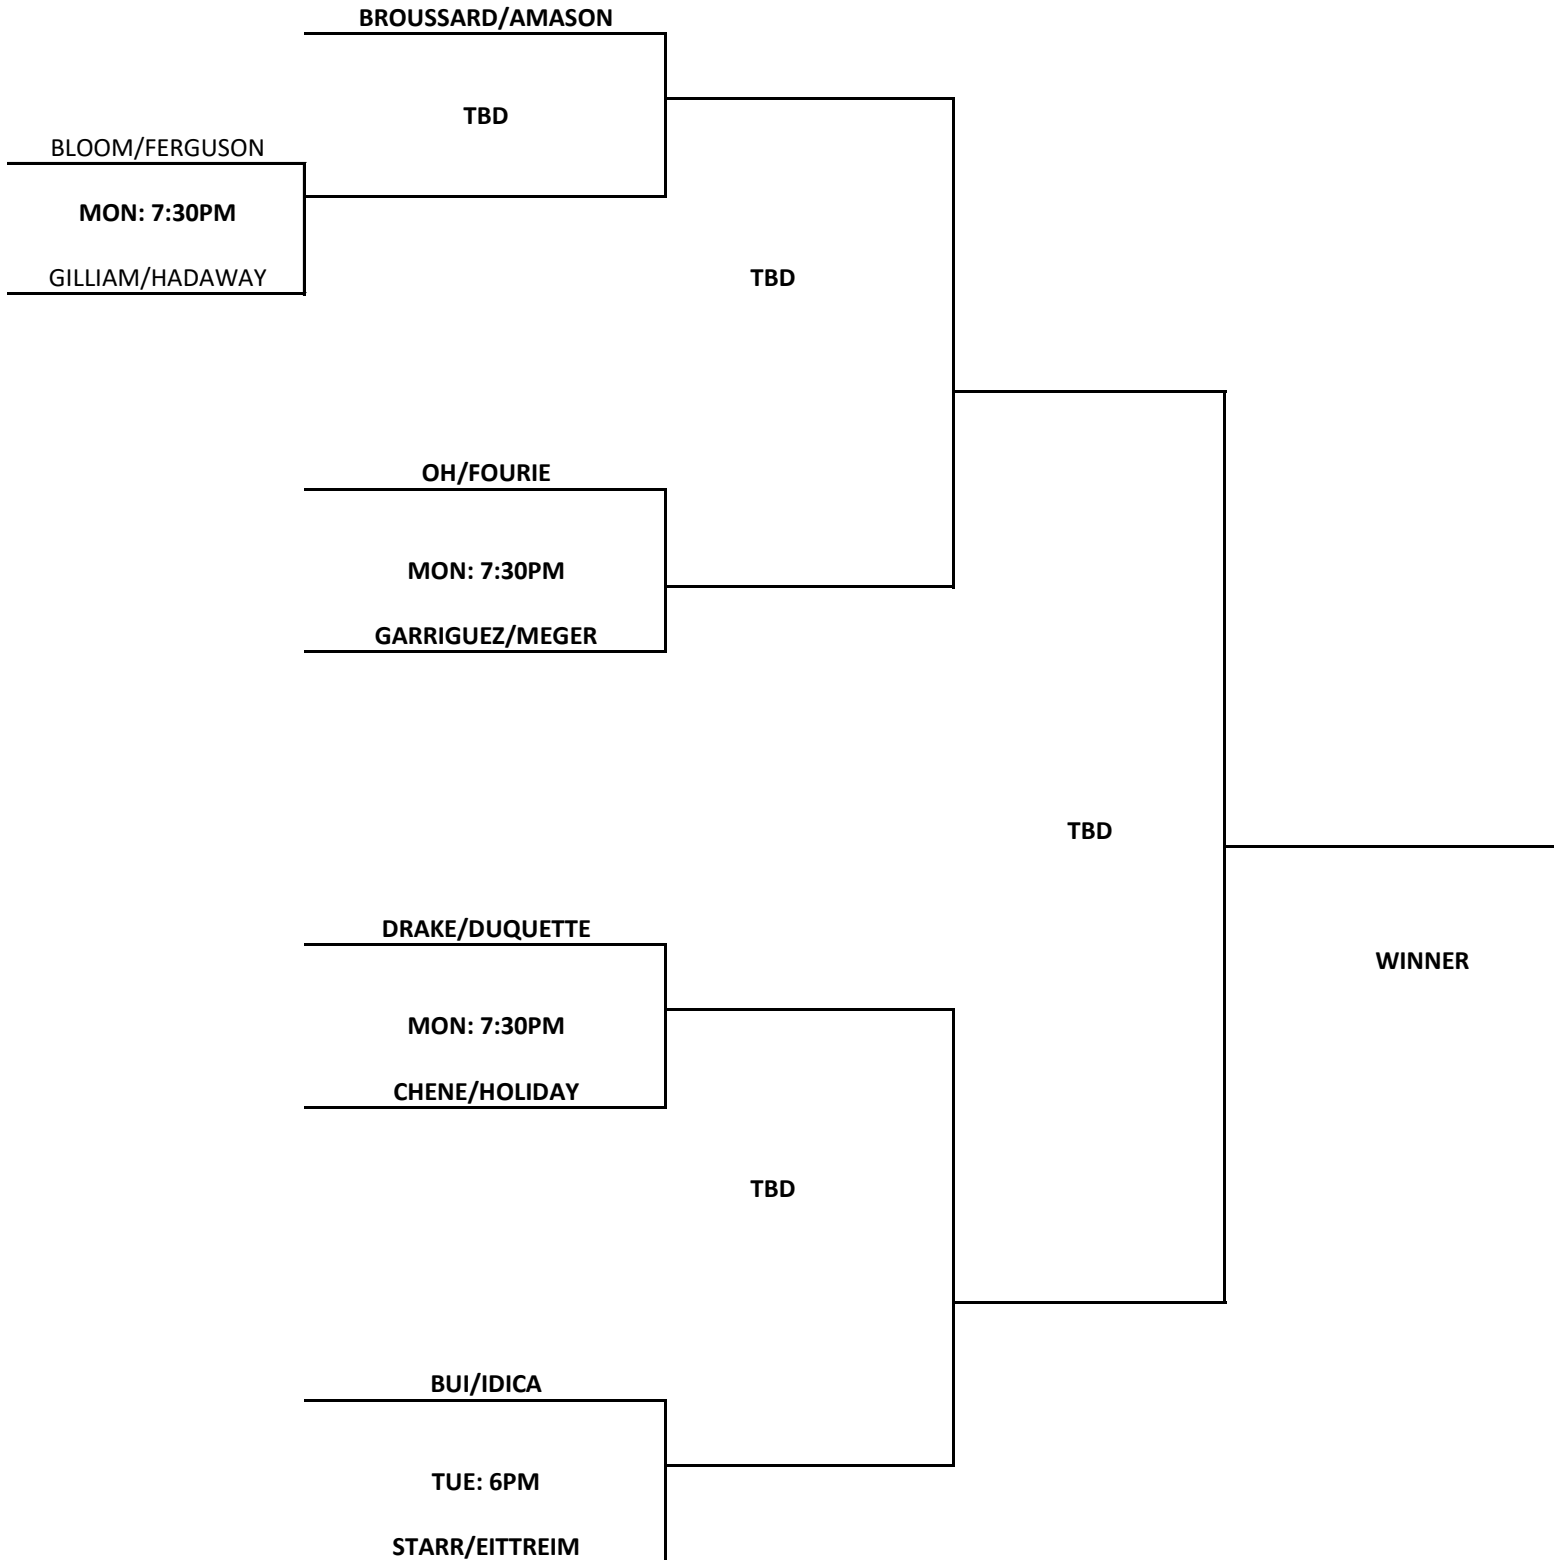 BROUSSARD/AMASON
TBD
BLOOM/FERGUSON
MON: 7:30PM
GILLIAM/HADAWAY
TBD
OH/FOURIE
MON: 7:30PM
GARRIGUEZ/MEGER
TBD
DRAKE/DUQUETTE
WINNER
MON: 7:30PM
CHENE/HOLIDAY
TBD
BUI/IDICA
TUE: 6PM
STARR/EITTREIM